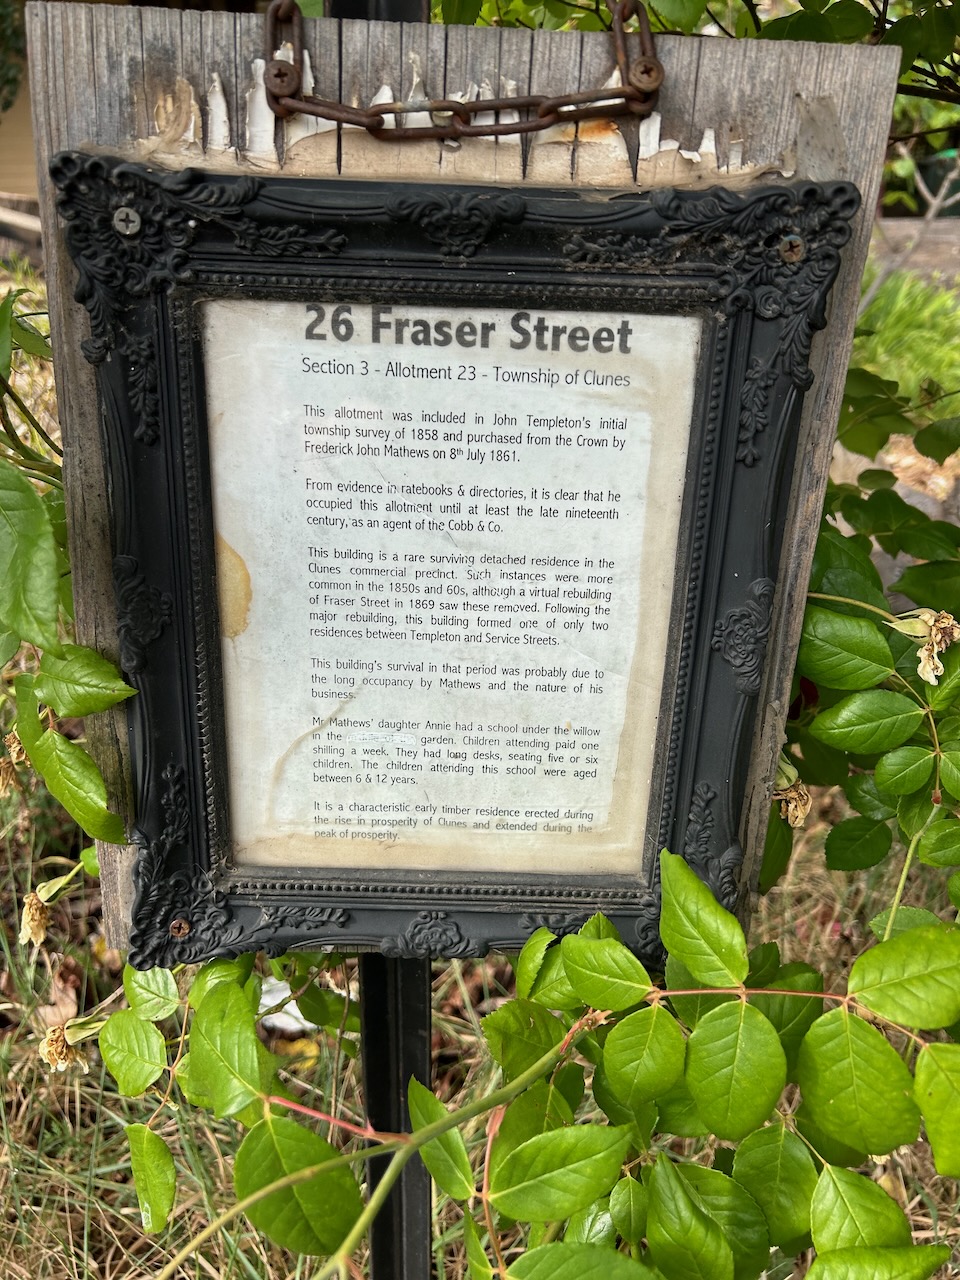 26 Fraser Street
Section 3 - Allotment 23 - Township of Clunes
This allotment was included in John Templeton's initial
township survey of 1858 and purchased from the Crown by
Frederick John Mathews on 8th July 1861.
From evidence in ratebooks & directories, it is clear that he
occupied this allotment until at least the late nineteenth
century, as an agent of the Cobb & Co.
This building is a rare surviving detached residence in the
Clunes commercial precinct. Such instances were more
common in the 1850s and 60s, although a virtual rebuilding
of Fraser Street in 1869 saw these removed. Following the
major rebuilding, this building formed one of only two
residences between Templeton and Service Streets.
This building's survival in that period was probably due to
the long occupancy by Mathews and the nature of his
business.
Mr Mathews' daughter Annie had a school under the willow
in the garden. Children attending paid one
shilling a week. They had long desks, seating five or six
children. The children attending this school were aged
between 6 & 12 years.
It is a characteristic early timber residence erected during
the rise in prosperity of Clunes and extended during the
peak of prosperity.